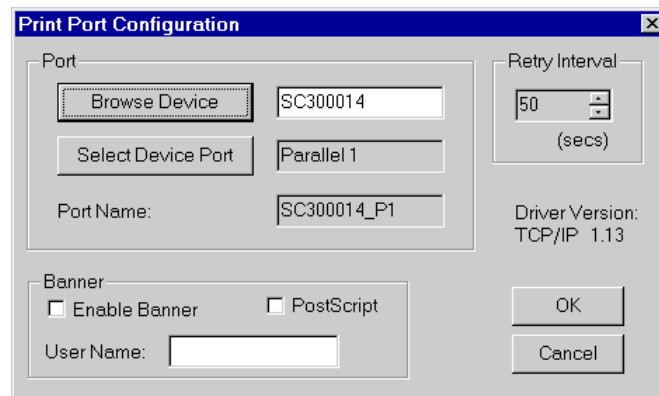 Print Port Configuration
Port
Browse Device
SC300014
Select Device Port
Parallel 1
Port Name:
SC300014_P1
Retry Interval
50
(secs)
Driver Version:
TCP/IP 1.13
Banner
Enable Banner
PostScript
User Name:
OK
Cancel